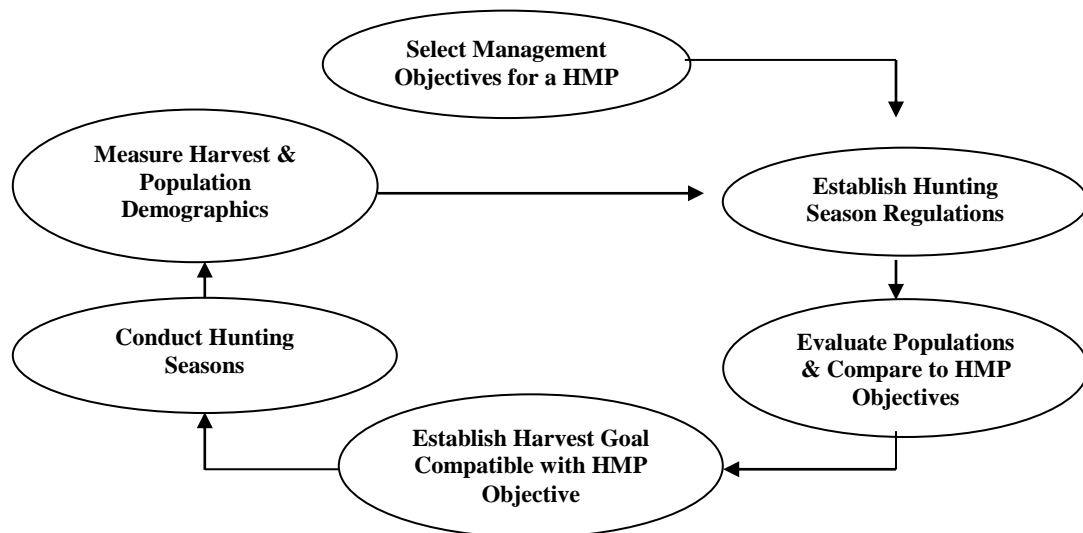 Select Management
Objectives for a HMP
Measure Harvest &
Population
Demographics
Establish Hunting
Season Regulations
Conduct Hunting
Seasons
Evaluate Populations
& Compare to HMP
Objectives
Establish Harvest Goal
Compatible with HMP
Objective